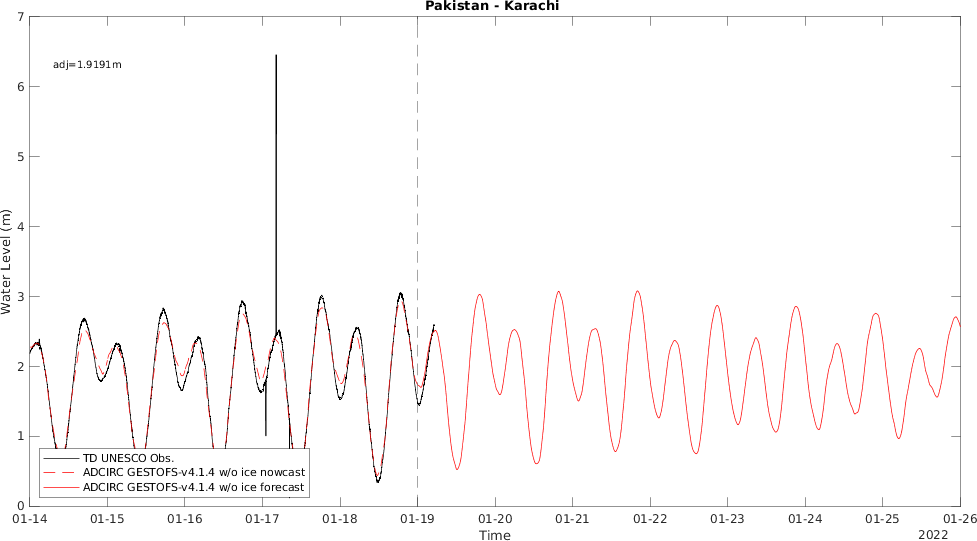 Pakistan - Karachi
7
adj=1.9191m
6
5
4
3
2
1
0
Water Level (m)
TD UNESCO Obs.
ADCIRC GESTOFS-v4.1.4 w/o ice nowcast
ADCIRC GESTOFS-v4.1.4 w/o ice forecast
01-14 01-15 01-16 01-17 01-18 01-19 01-20 01-21 01-22 01-23 01-24 01-25 01-26
Time
2022